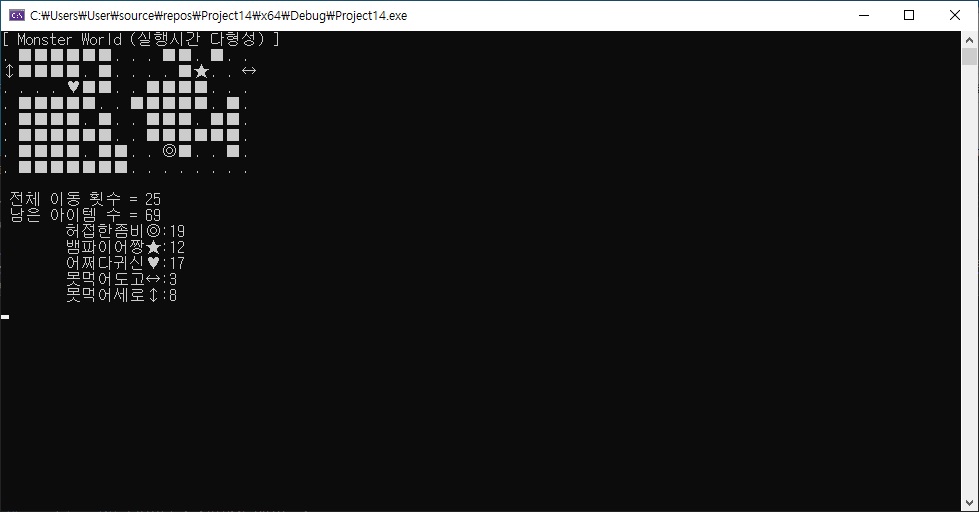 C:₩Users₩User₩source₩repos₩Project14₩x64₩Debug₩Project14.exe
[ Monster World (실행시간 다형성) ]
. ■■■■■■. . . ■■. ■. .
↕■■■■. ■. . . . ■★. . ↔
. . . . ♥■■. . ■■■■. . .
. ■■■■■. . ■■■■■. ■.
. ■■■■. ■. . ■■■. ■■.
. ■■■■■■. . ■■■■■■.
. ■■■■. ■■. . ◎■. . ■.
. ■■■■■■■. . . . . . . .
전체 이동 횟수 = 25
남은 아이템 수 = 69
허접한좀비◎:19
뱀파이어짱★:12
어쩌다귀신♥:17
못먹어도고↔:3
못먹어세로↕:8